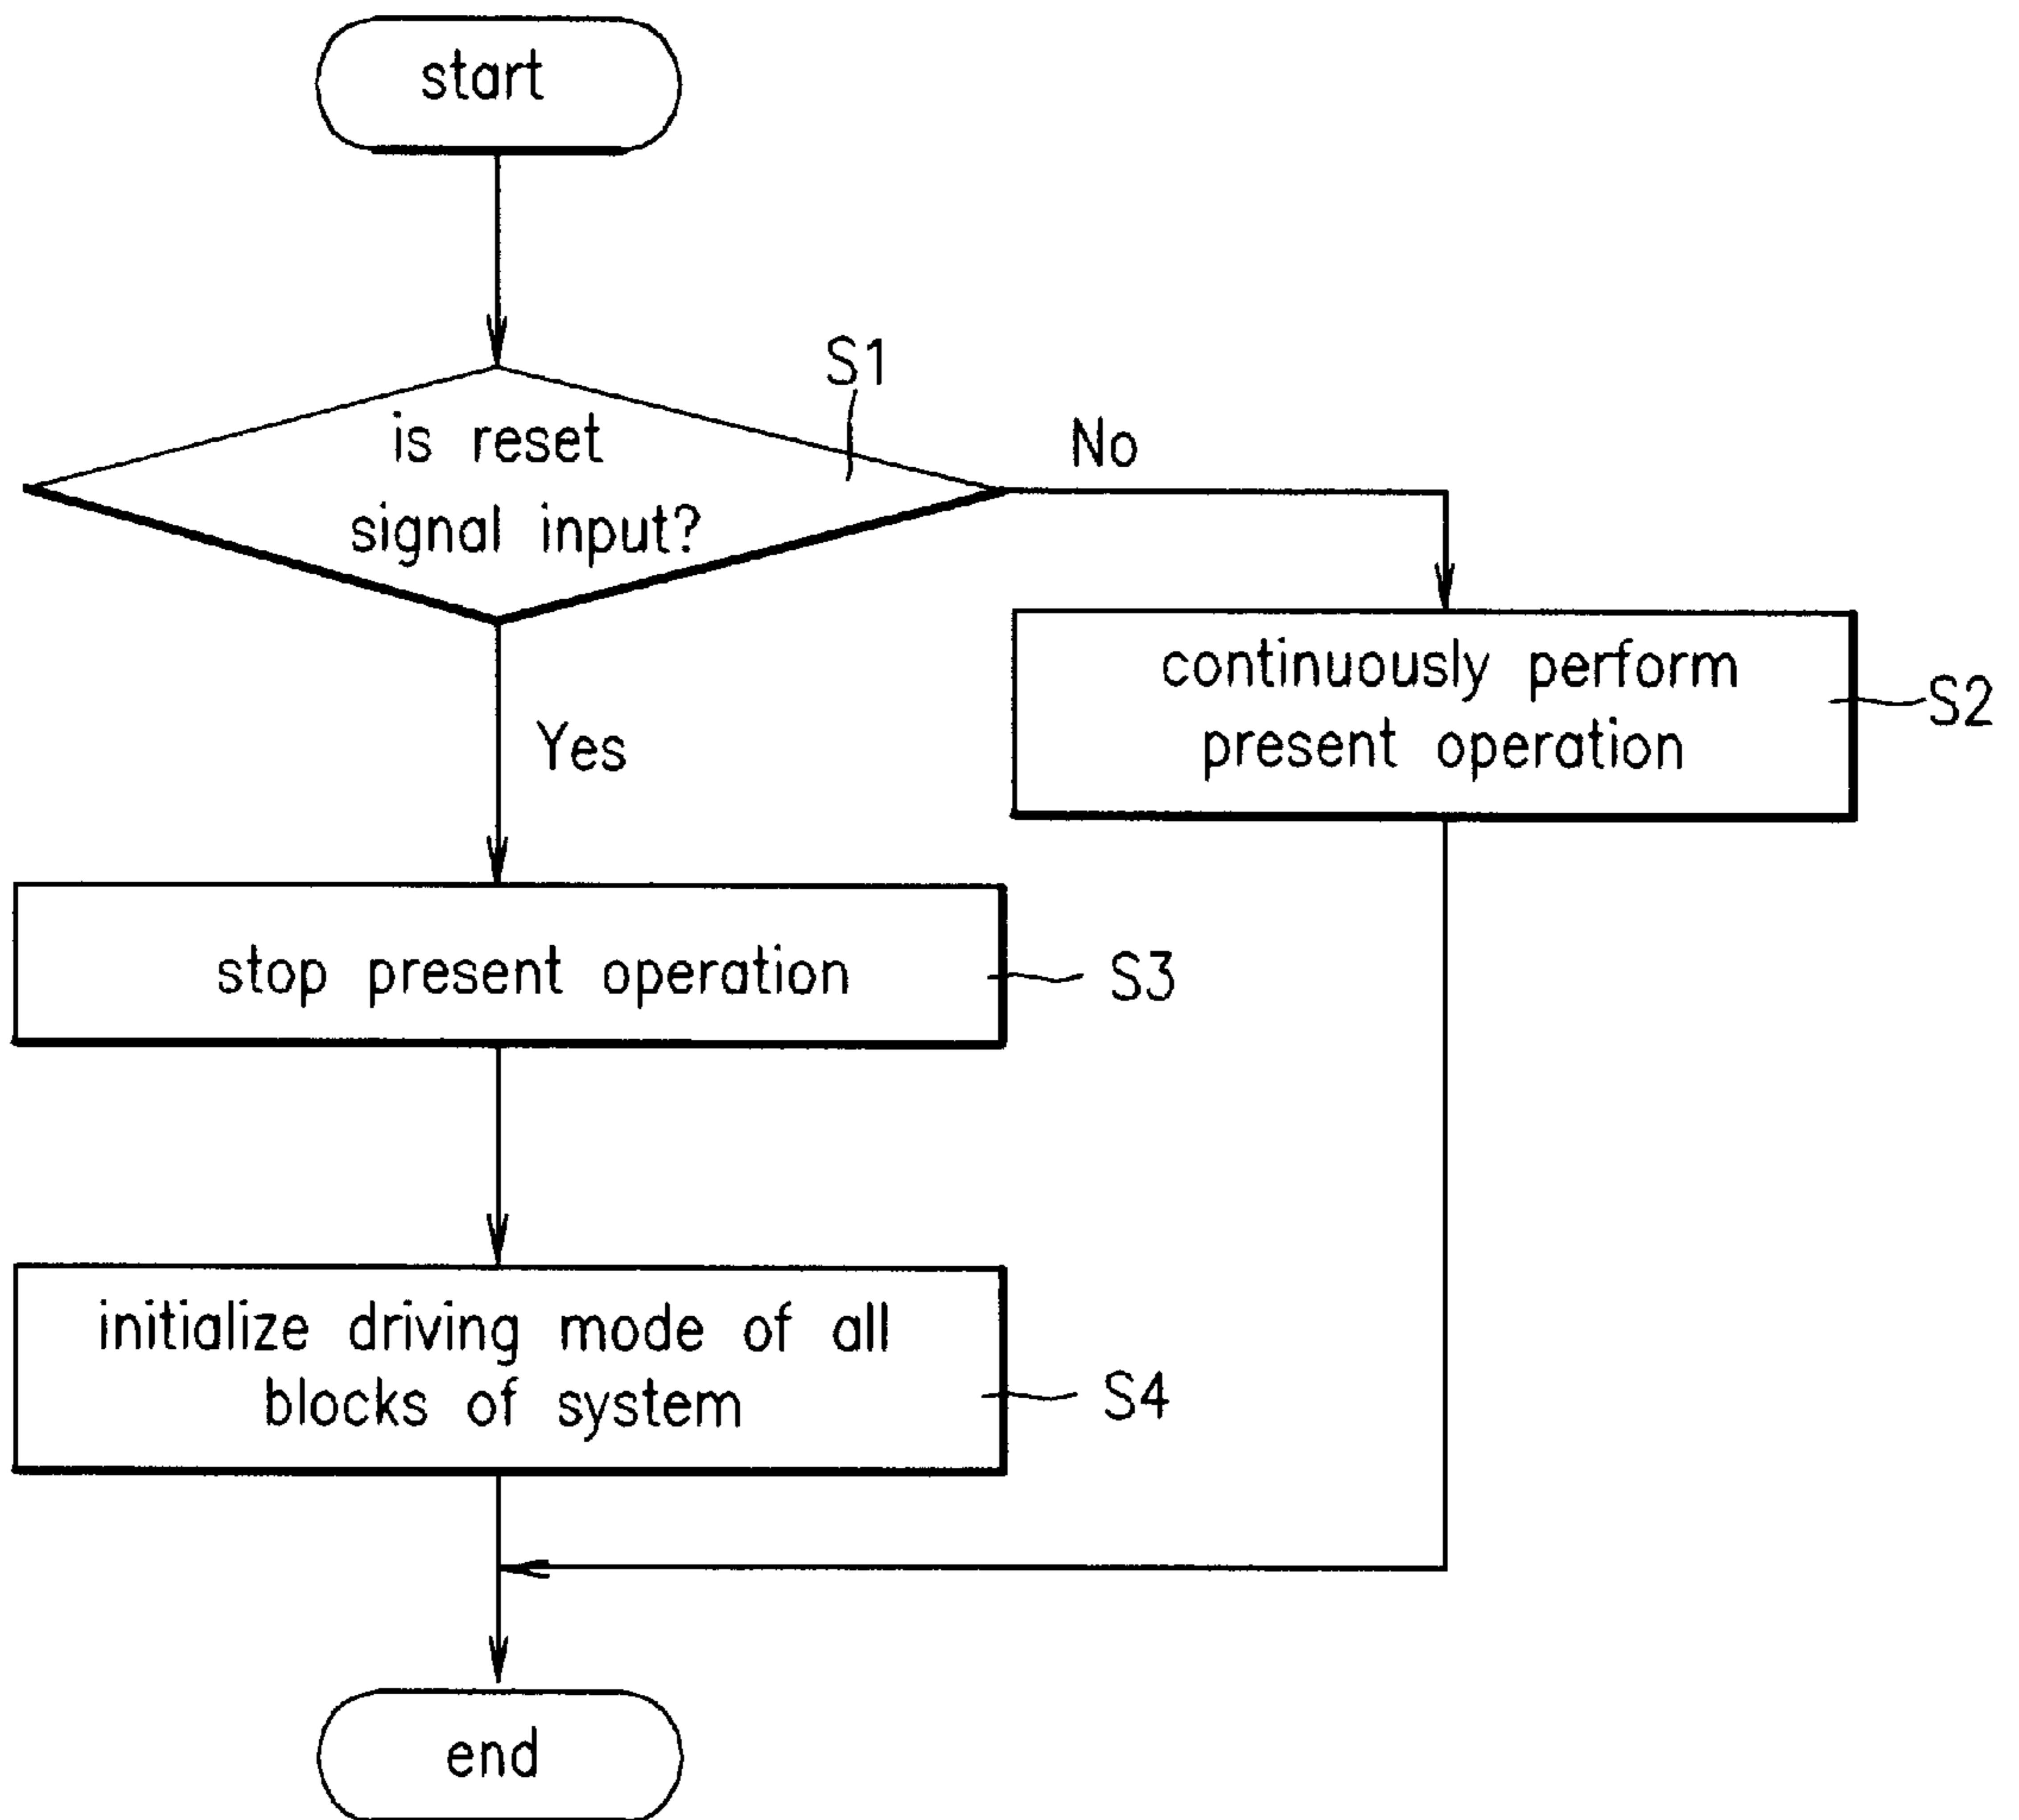 start
S1
is reset
signal input?
No
continuously perform
present operation
S2
Yes
stop present operation
S3
initialize driving mode of all
blocks of system
S4
end